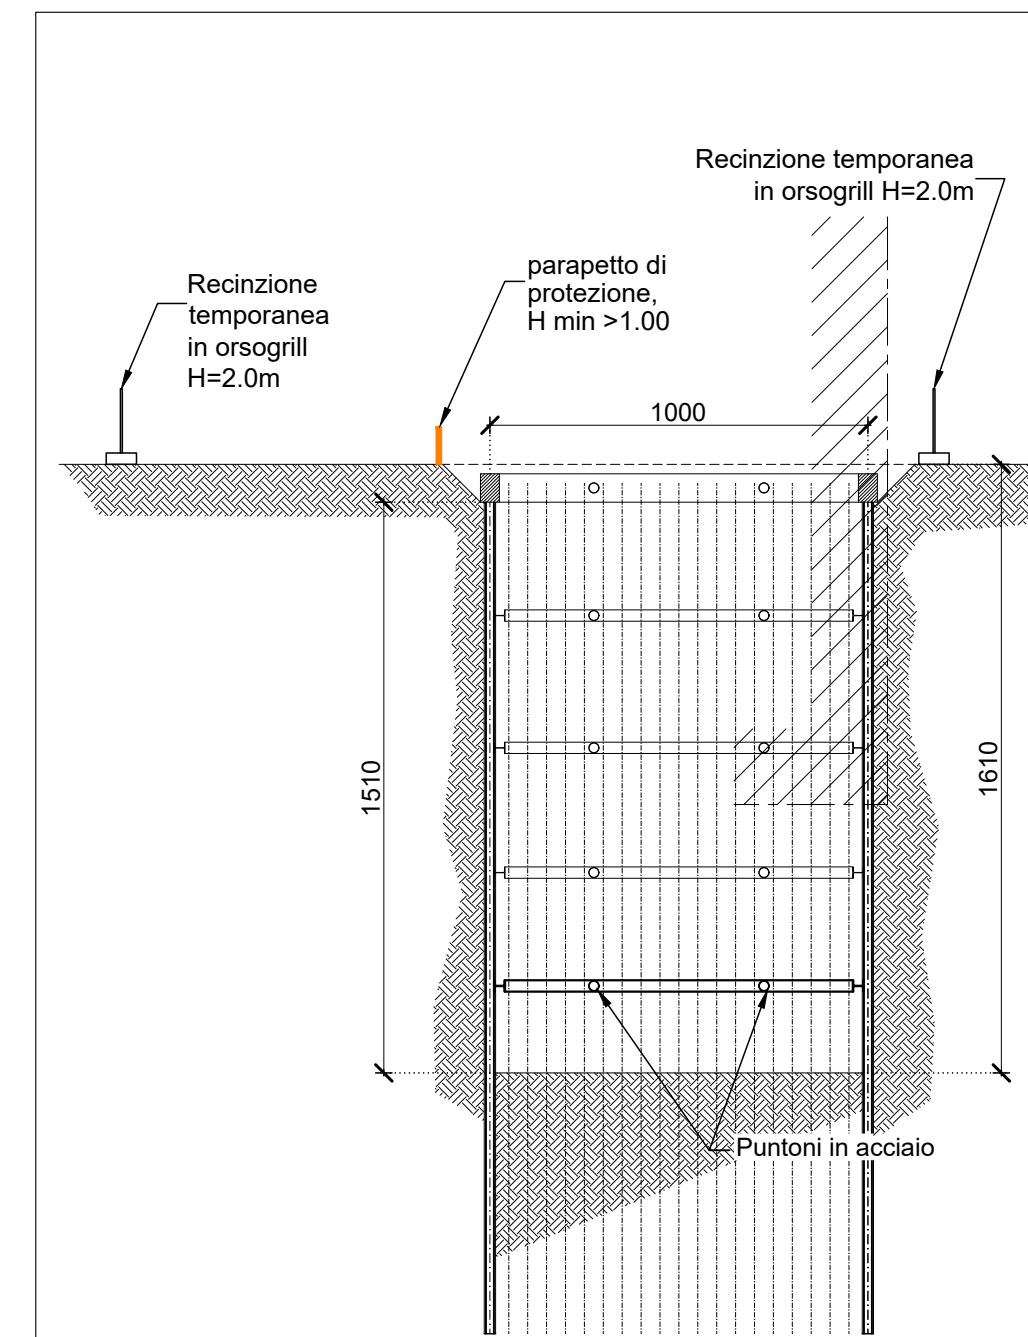 Recinzione temporanea
in orsogrill H=2.0m
parapetto di
protezione,
H min >1.00
Recinzione
temporanea
in orsogrill
H=2.0m
1000
1510
1610
Puntoni in acciaio